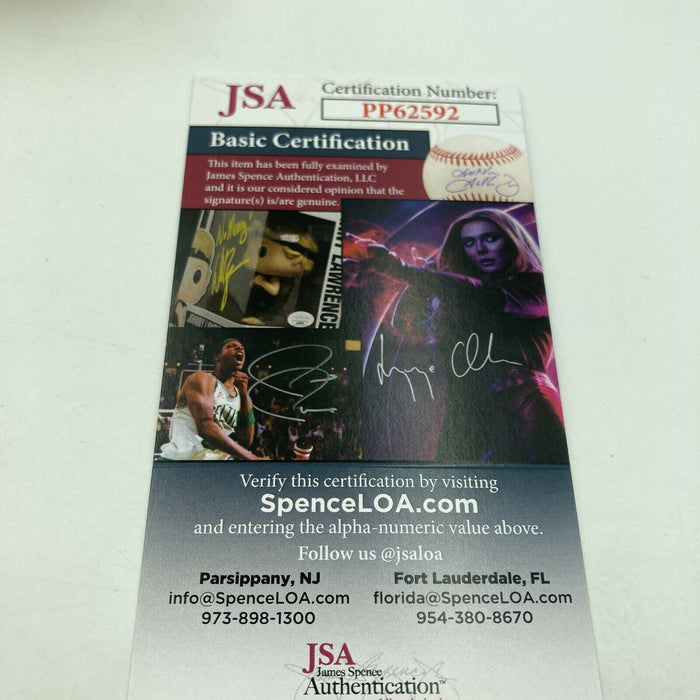 JSA
Certification Number:
PP62592
Basic Certification
This item has been fully examined by
James Spence Authentication, LLC
and it is our considered opinion that the
signature(s) is/are genuine.
LAWRENCE
Verify this certification by visiting
SpenceLOA.com
and entering the alpha-numeric value above.
Follow us @jsaloa
Parsippany, NJ
info@SpenceLOA.com
973-898-1300
Fort Lauderdale, FL
florida@SpenceLOA.com
954-380-8670
JSA
James Spence
Authentication™